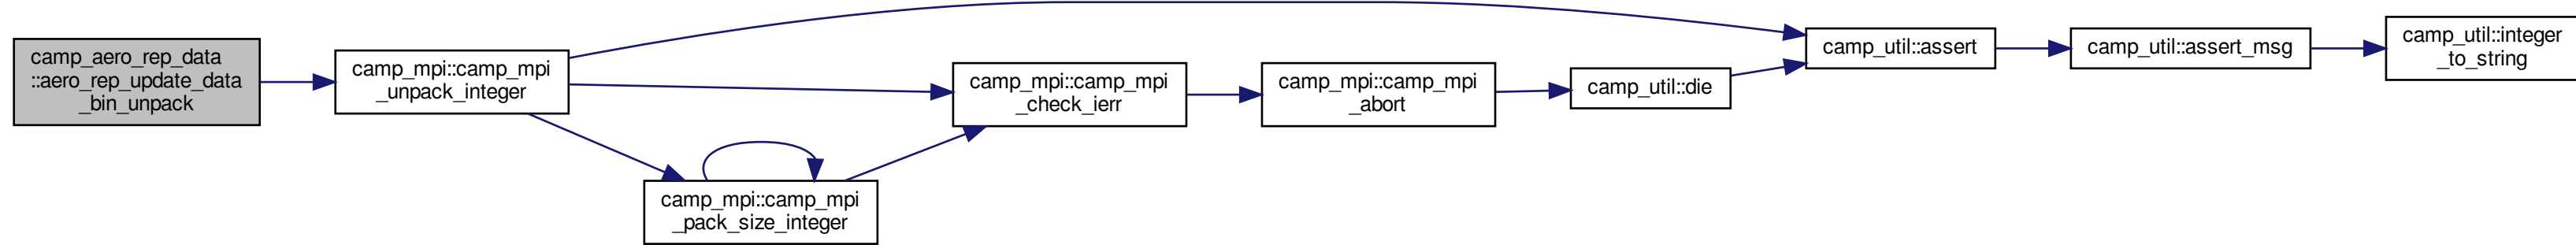 camp_aero_rep_data
::aero_rep_update_data
_bin_unpack
camp_mpi::camp_mpi
_unpack_integer
camp_mpi::camp_mpi
_pack_size_integer
camp_mpi::camp_mpi
_check_ierr
camp_mpi::camp_mpi
_abort
camp_util::die
camp_util::assert
camp_util::assert_msg
camp_util::integer
_to_string